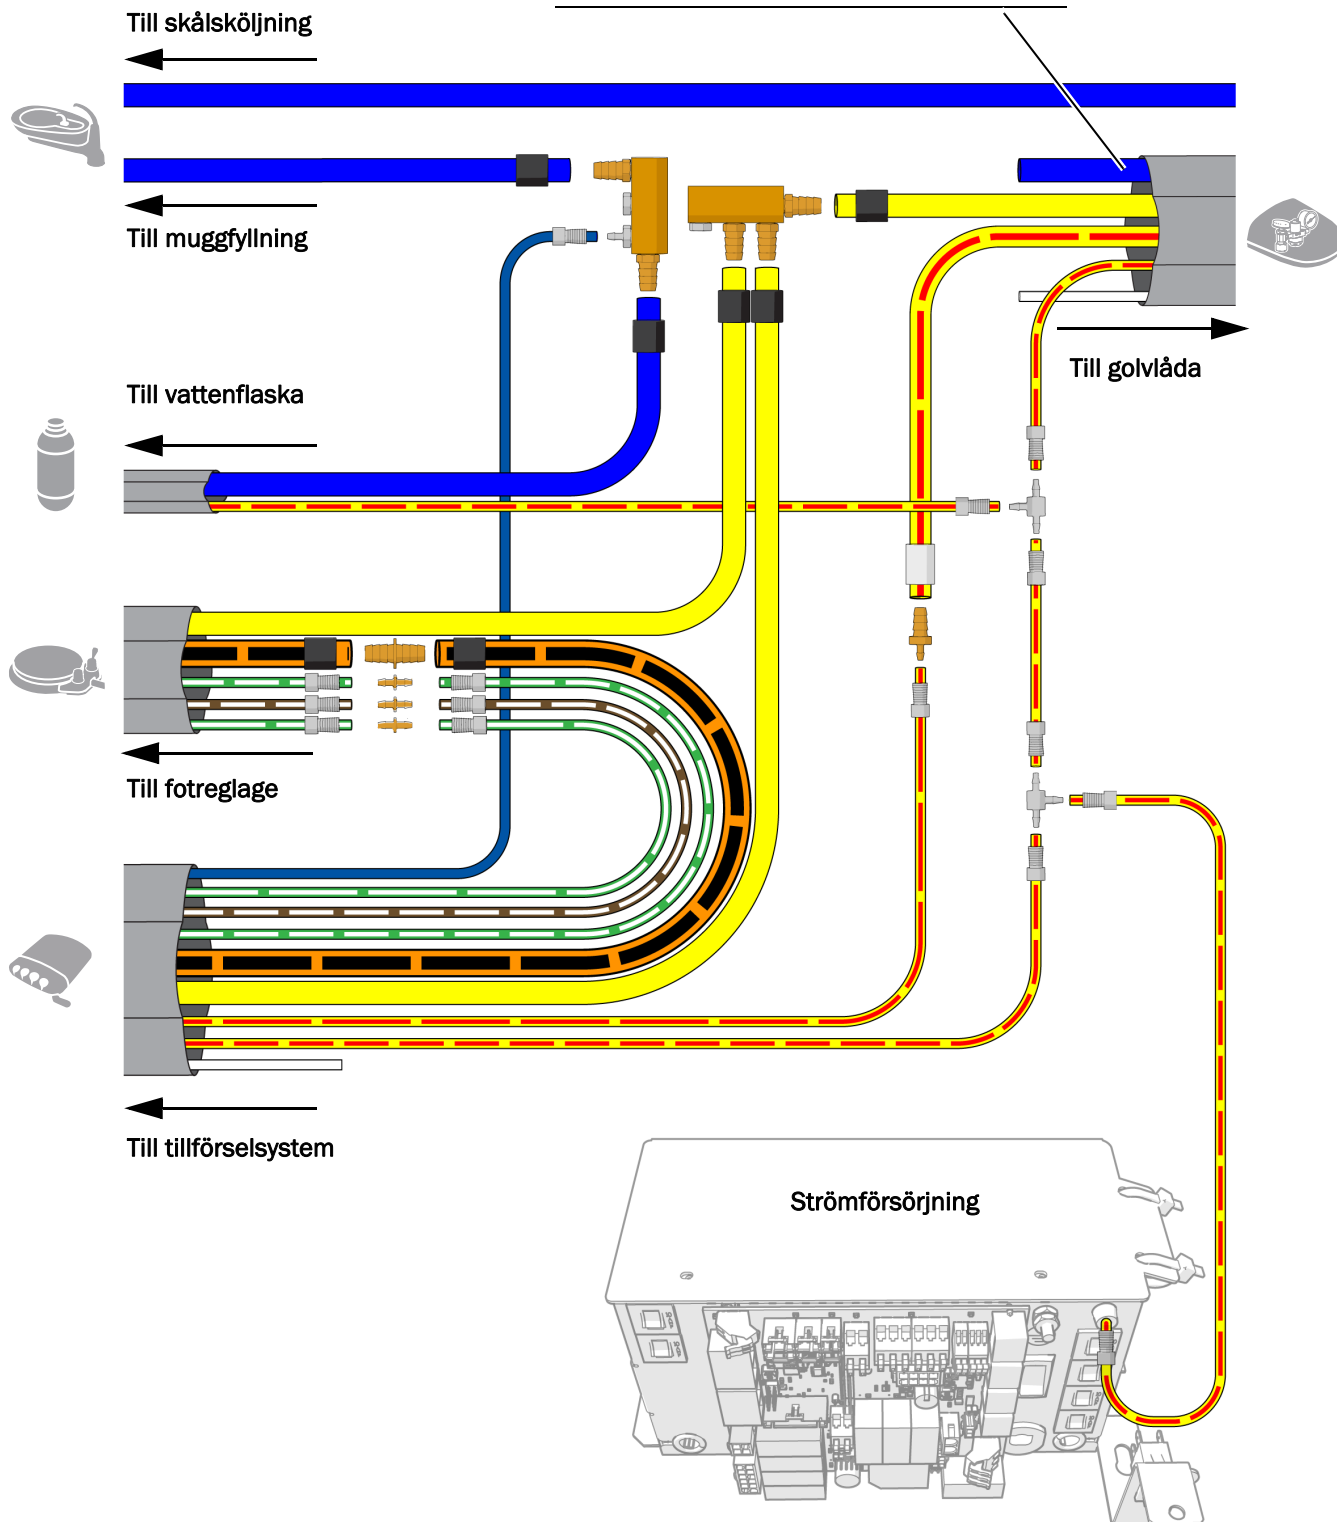 Till skålsköljning
Till muggfyllning
Till golvlåda
Till vattenflaska
Till fotreglage
Till tillförselsystem
Strömförsörjning